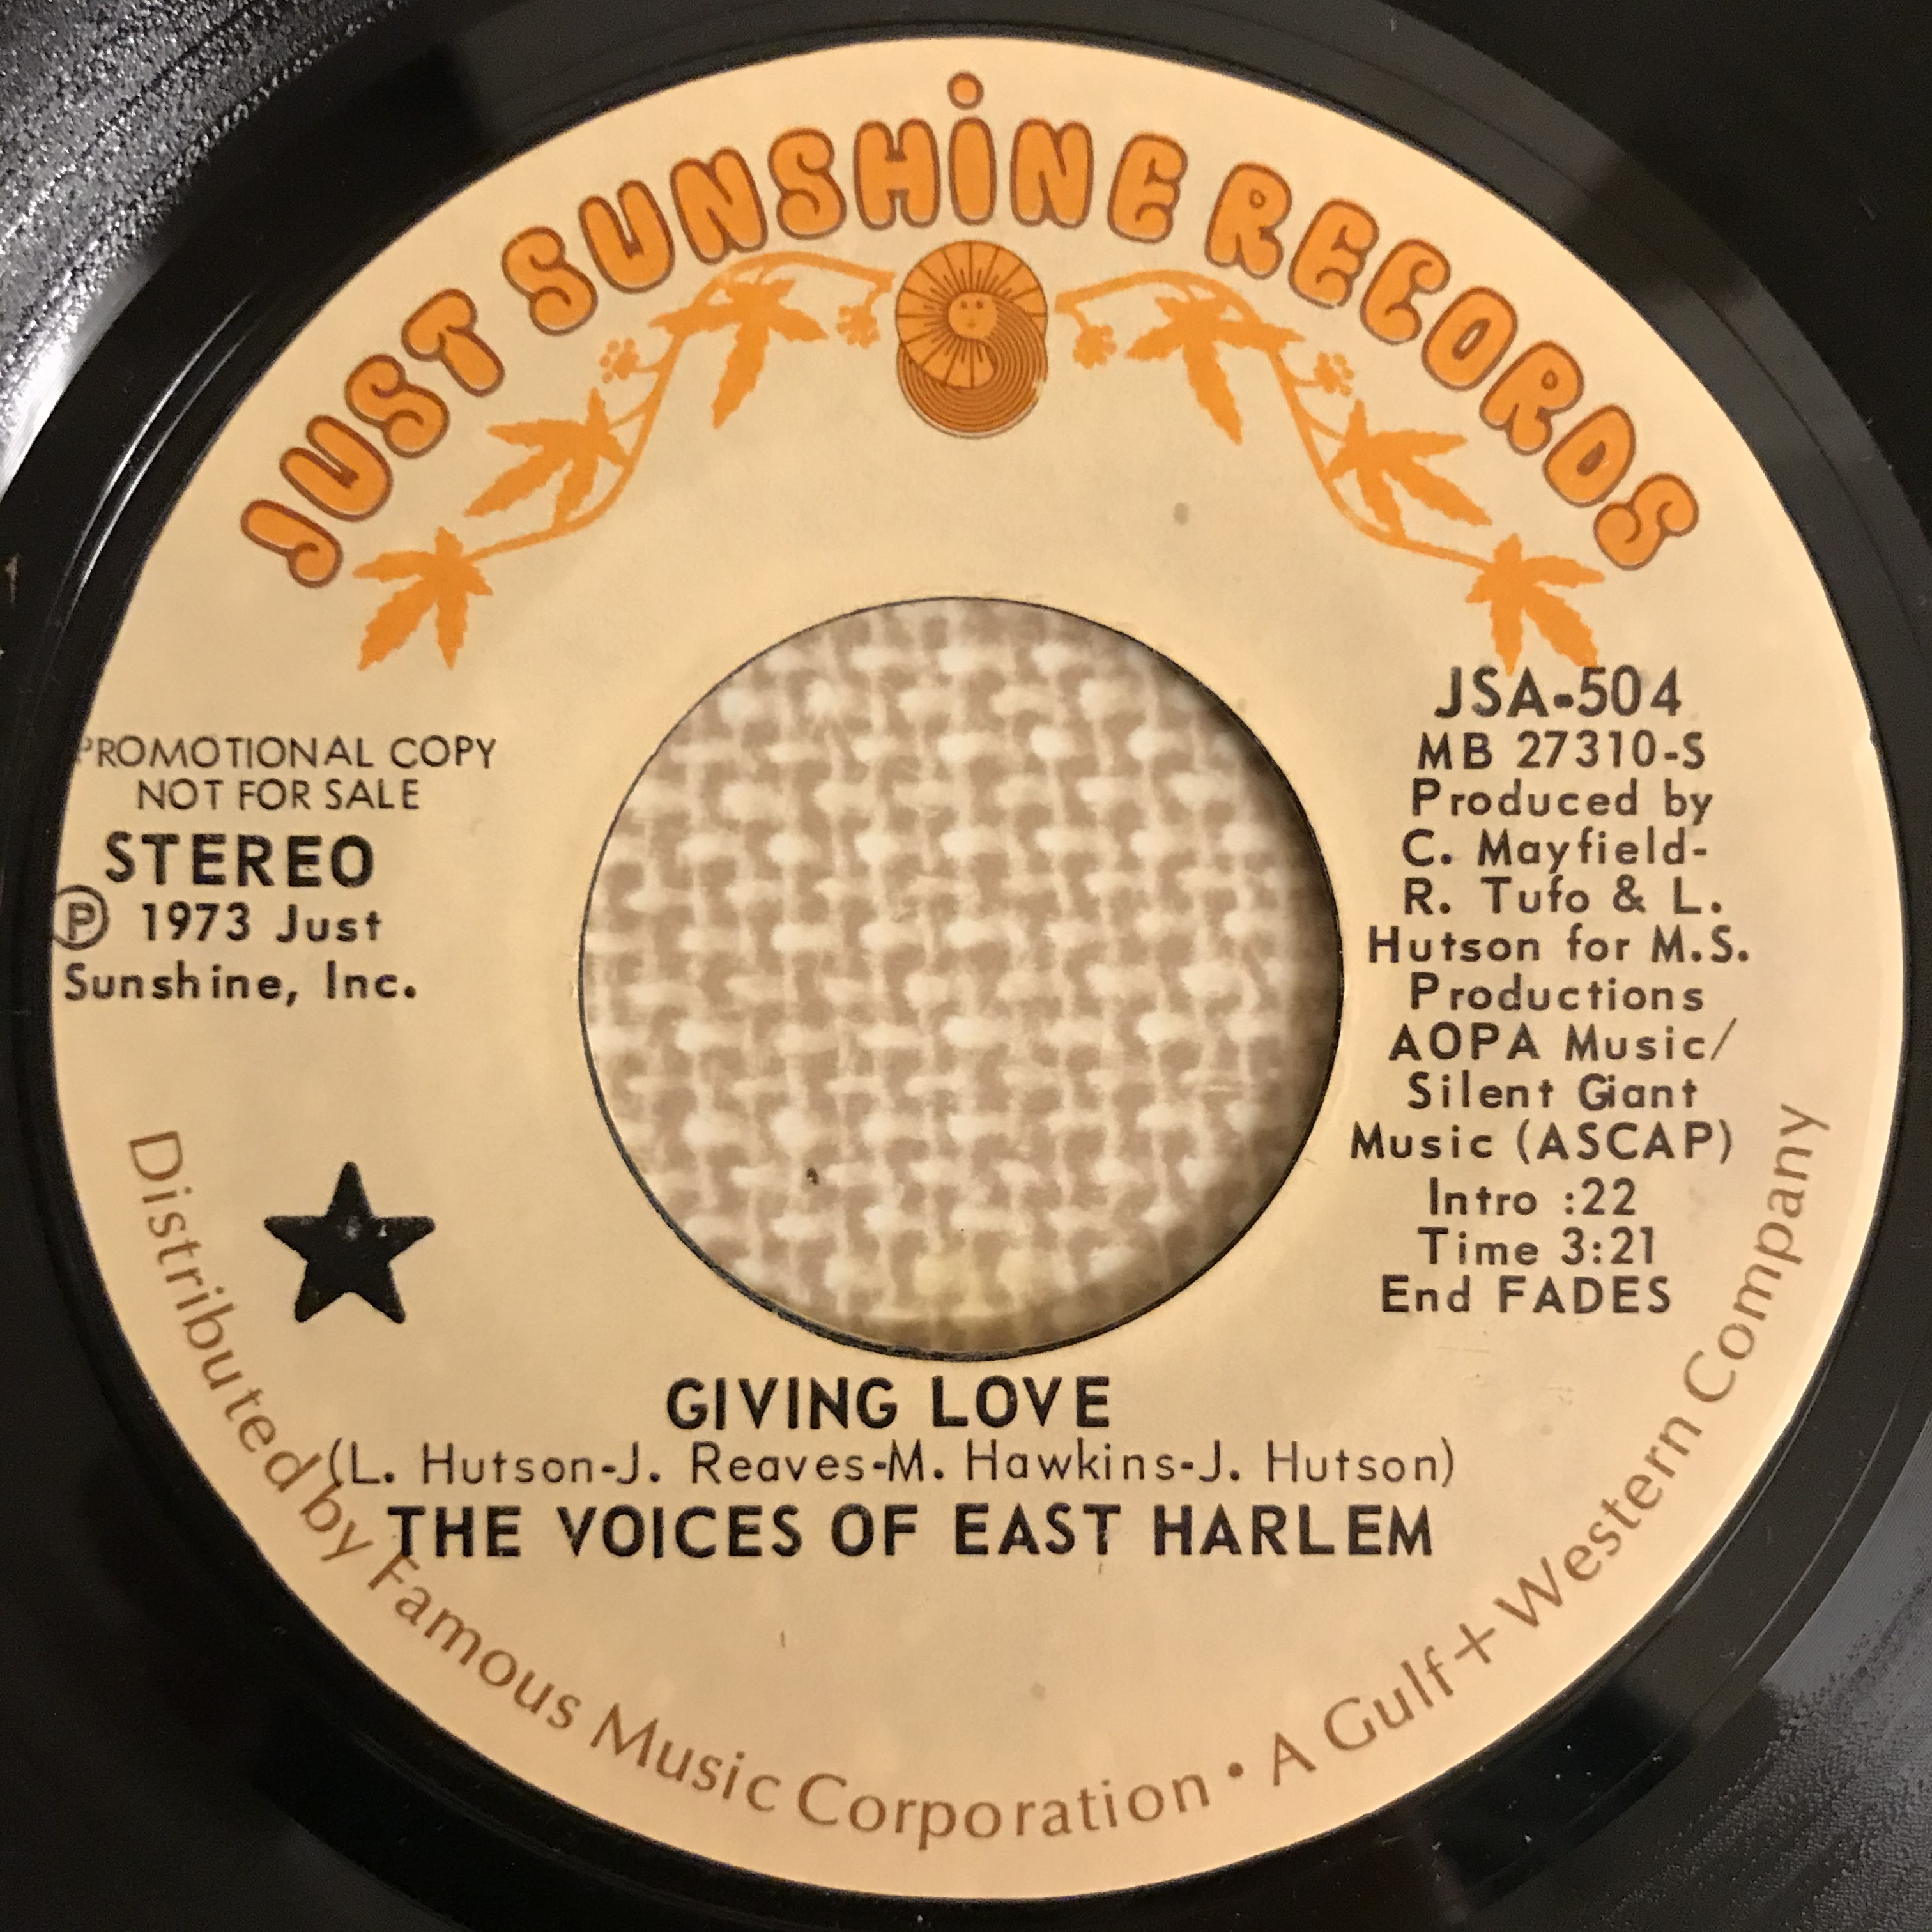 JUST SUNSHiNE RECORDS
PROMOTIONAL COPY
NOT FOR SALE
STEREO
Ⓟ 1973 Just
Sunshine, Inc.
JSA-504
MB 27310-S
Produced by
C. Mayfield-
R. Tufo & L.
Hutson for M.S.
Productions
AOPA Music/
Silent Giant
Music (ASCAP)
Intro :22
Time 3:21
End FADES
GIVING LOVE
(L. Hutson-J. Reaves-M. Hawkins-J. Hutson)
THE VOICES OF EAST HARLEM
Distributed by Famous Music Corporation • A Gulf+Western Company